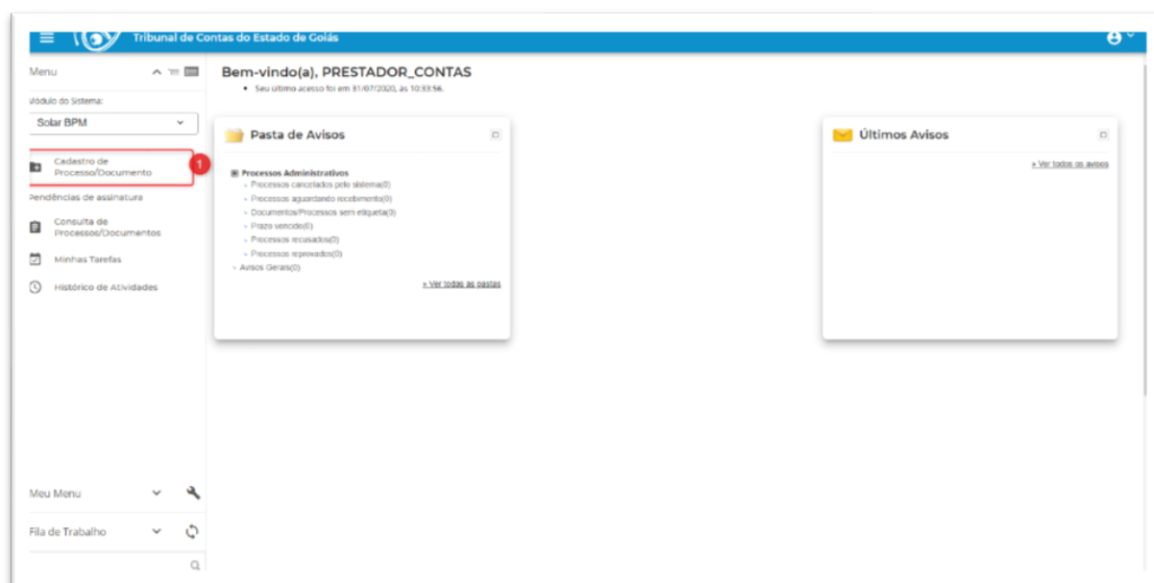 Tribunal de Contas do Estado de Goiás
Menu
Módulo do Sistema:
Solar BPM
Cadastro de
Processo/Documento
1
Pendências de assinatura
Consulta de
Processos/Documentos
Minhas Tarefas
Histórico de Atividades
Meu Menu
Fila de Trabalho
Bem-vindo(a), PRESTADOR_CONTAS
Seu último acesso foi em 31/07/2020, às 10:33:56.
Pasta de Avisos
Processos Administrativos
Processos cancelados pelo sistema(0)
Processos aguardando recebimento(0)
Documentos/Processos sem etiqueta(0)
Prazo vencido(0)
Processos recusados(0)
Processos reprovados(0)
Avisos Gerais(0)
» Ver todas as pastas
Últimos Avisos
» Ver todos os avisos